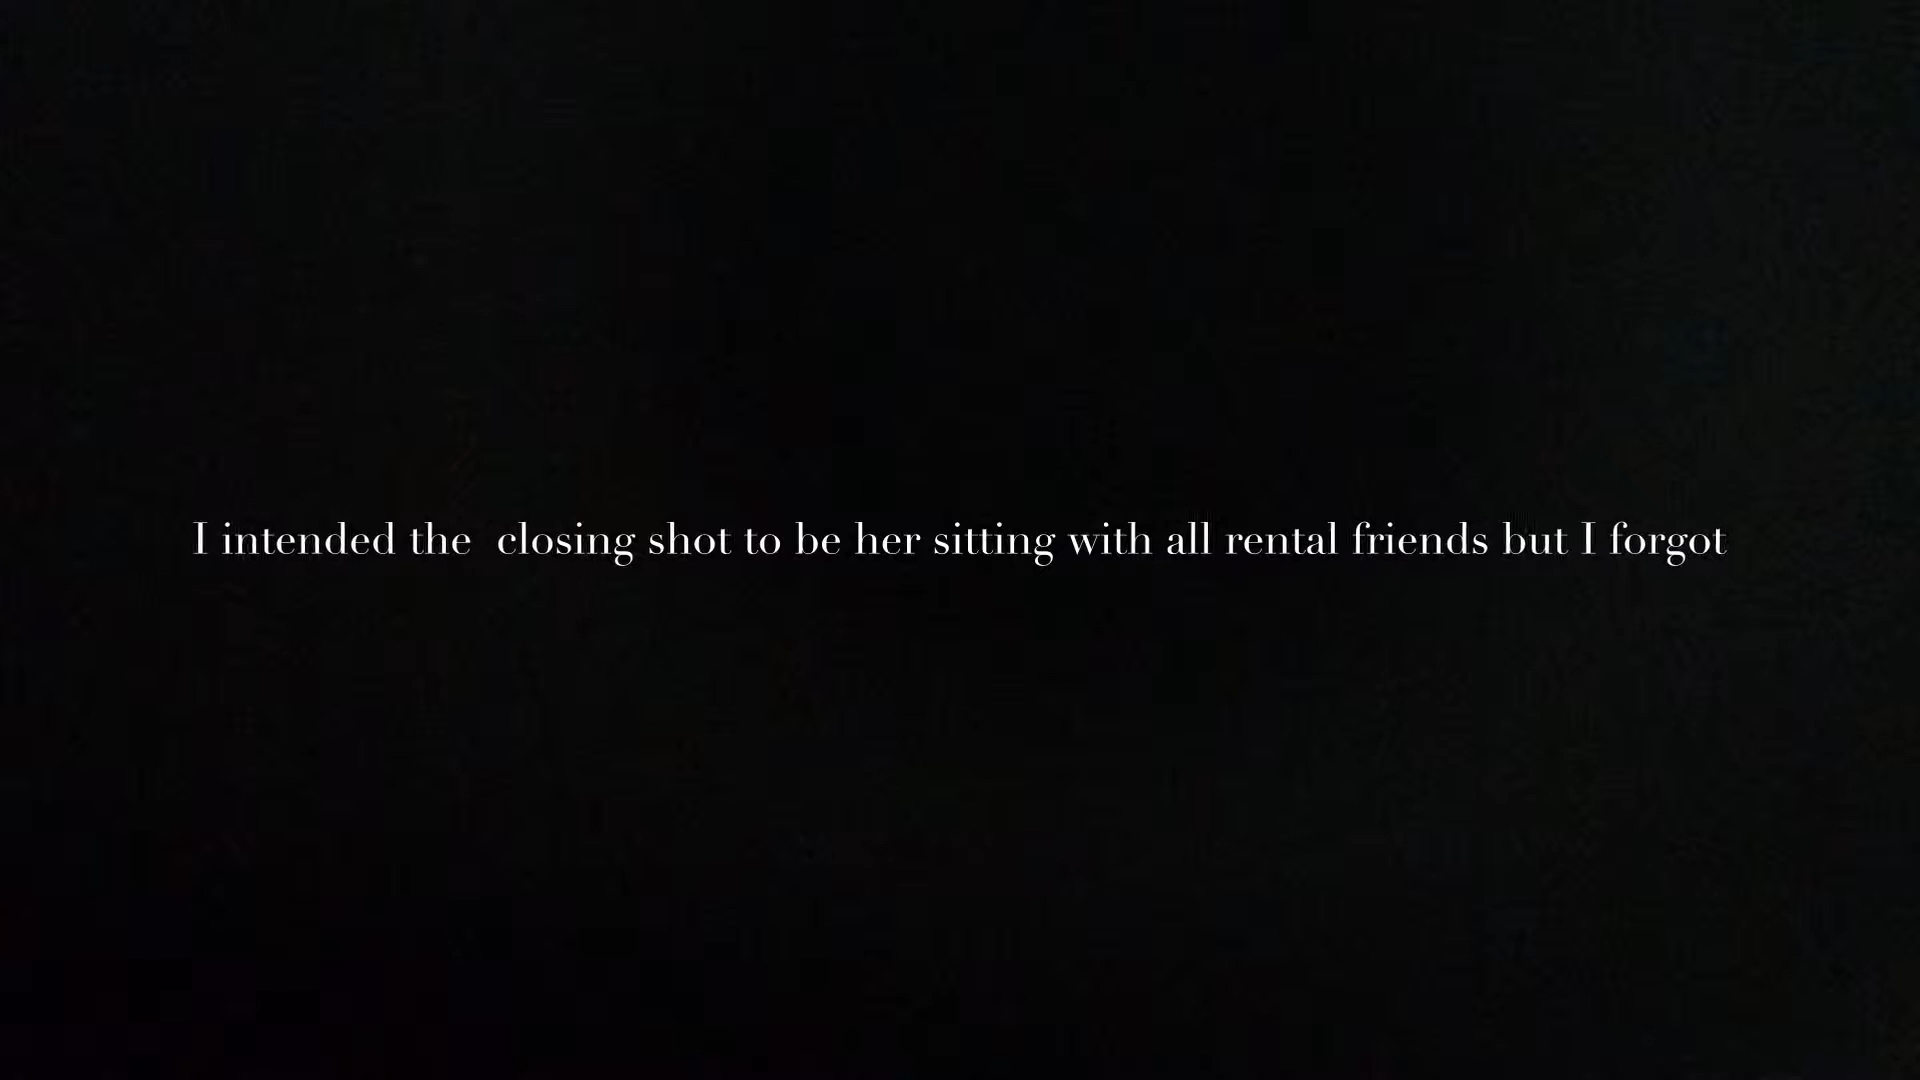 I intended the  closing shot to be her sitting with all rental friends but I forgot